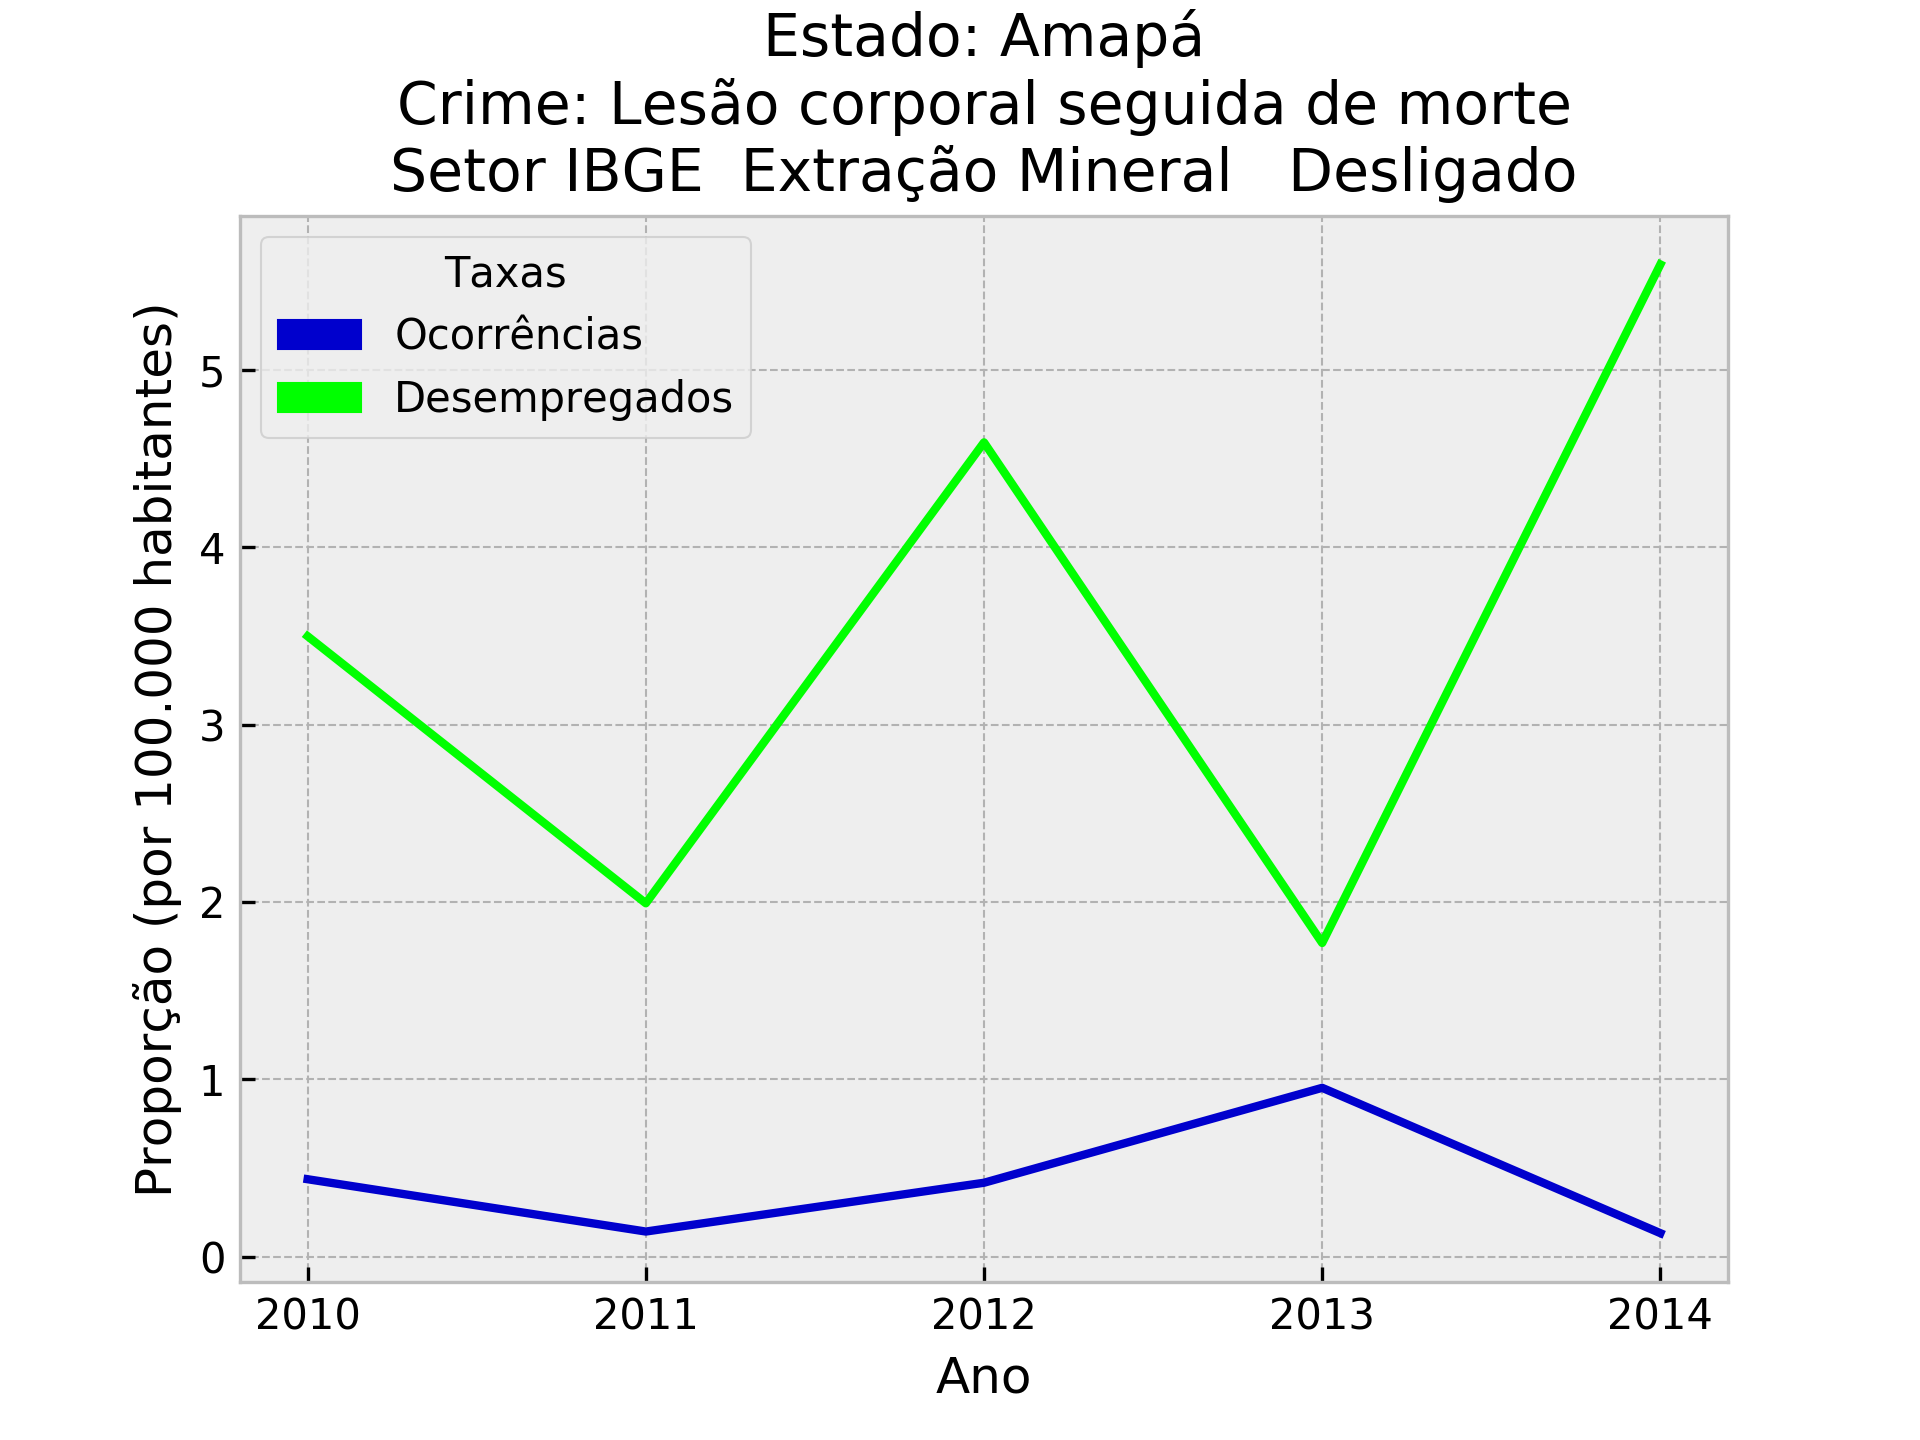 Estado: Amapá
Crime: Lesão corporal seguida de morte
Setor IBGE  Extração Mineral   Desligado
Taxas
Ocorrências
Desempregados
Proporção (por 100.000 habitantes)
5
4
3
2
1
0
2010 2011 2012 2013 2014
Ano